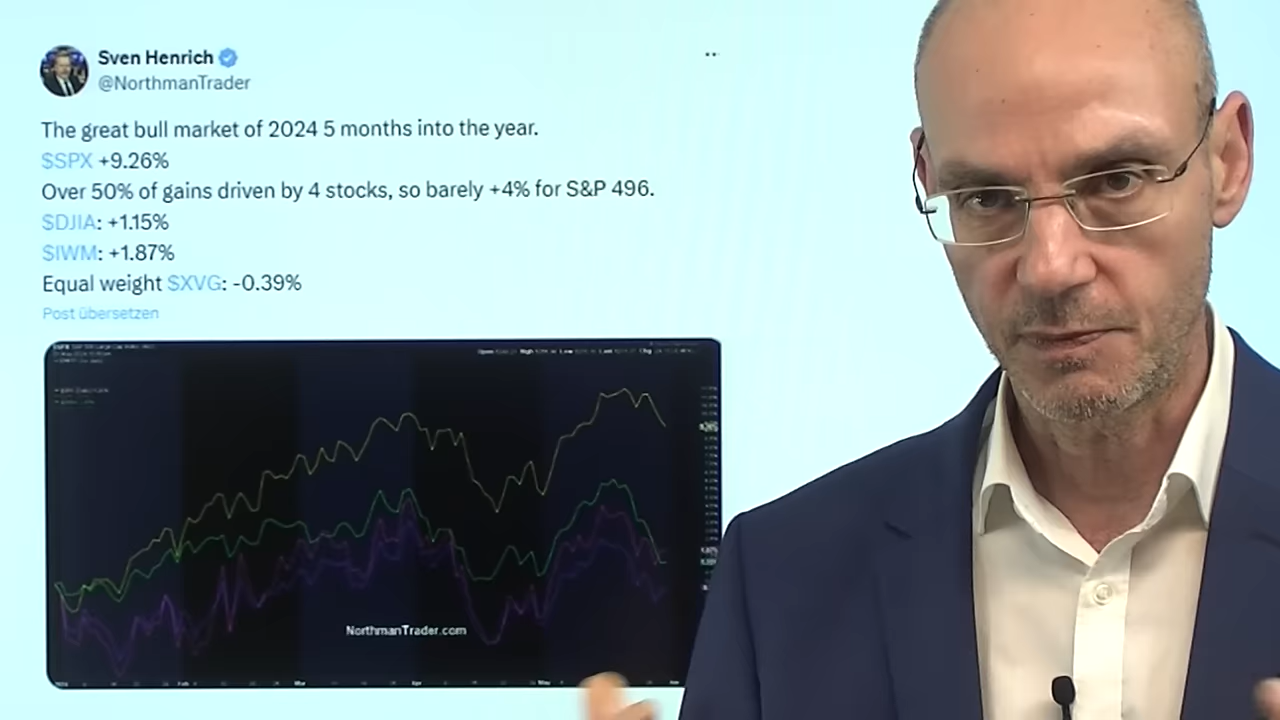 Sven Henrich
@NorthmanTrader
The great bull market of 2024 5 months into the year.
$SPX +9.26%
Over 50% of gains driven by 4 stocks, so barely +4% for S&P 496.
$DJIA: +1.15%
$IWM: +1.87%
Equal weight $XVG: -0.39%
Post übersetzen
NorthmanTrader.com